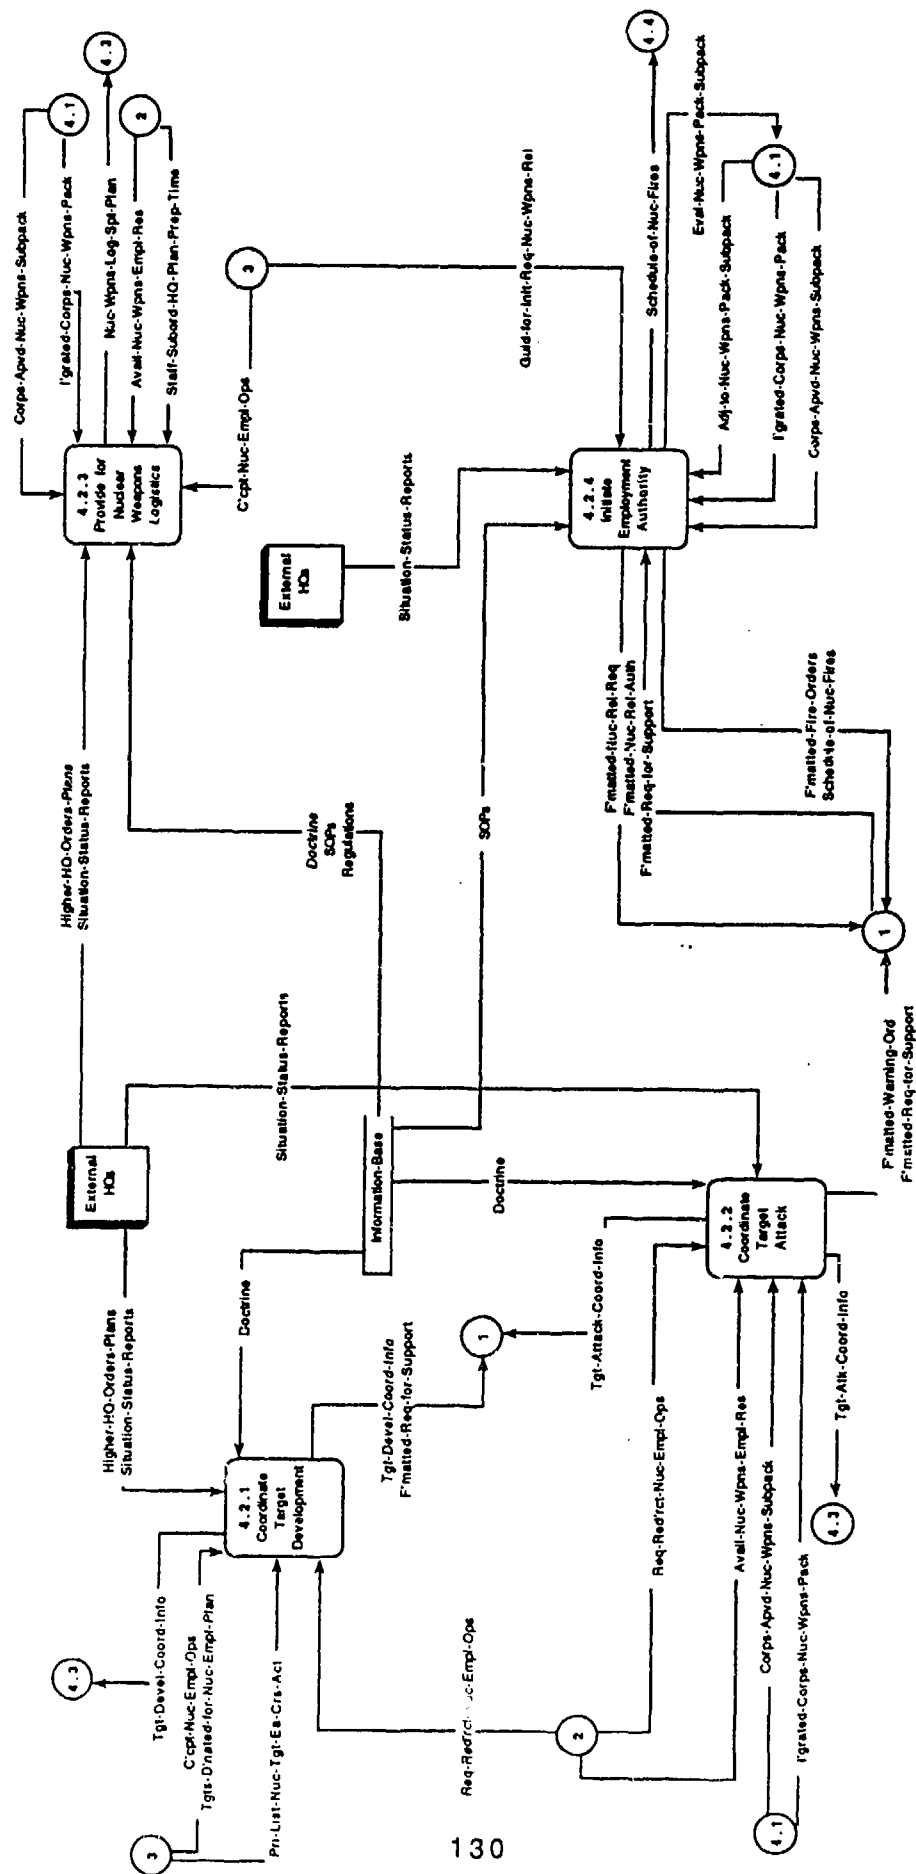 4.3
Tgt-Devel-Coord-Info
3
C'cpt-Nuc-Empl-Ops
Tgts-D'nated-for-Nuc-Empl-Plan
Pri-List-Nuc-Tgt-Ea-Crs-Act
Higher-HQ-Orders-Plans
Situation-Status-Reports
External
HQs
4.2.1
Coordinate
Target
Development
Doctrine
Tgt-Devel-Coord-Info
F'matted-Req-for-Support
1
Information-Base
Situation-Status-Reports
Higher-HQ-Orders-Plans
Situation-Status-Reports
Doctrine
SOPs
Regulations
4.2.3
Provide for
Nuclear
Weapons
Logistics
Corps-Apvd-Nuc-Wpns-Subpack
I'grated-Corps-Nuc-Wpns-Pack
4.1
Nuc-Wpns-Log-Spt-Plan
4.3
Avail-Nuc-Wpns-Empl-Res
2
Staff-Subord-HQ-Plan-Prep-Time
C'cpt-Nuc-Empl-Ops
3
Guid-for-Init-Req-Nuc-Wpns-Rel
External
HQs
Situation-Status-Reports
SOPs
4.2.4
Initiate
Employment
Authority
Schedule-of-Nuc-Fires
4.4
Eval-Nuc-Wpns-Pack-Subpack
4.1
Adj-to-Nuc-Wpns-Pack-Subpack
I'grated-Corps-Nuc-Wpns-Pack
Corps-Apvd-Nuc-Wpns-Subpack
F'matted-Nuc-Rel-Req
F'matted-Nuc-Rel-Auth
F'matted-Req-for-Support
F'matted-Fire-Orders
Schedule-of-Nuc-Fires
1
F'matted-Warning-Ord
F'matted-Req-for-Support
Doctrine
4.2.2
Coordinate
Target
Attack
Tgt-Attack-Coord-Info
Req-Red'rct-Nuc-Empl-Ops
Req-Red'rct-Nuc-Empl-Ops
2
Avail-Nuc-Wpns-Empl-Res
Corps-Apvd-Nuc-Wpns-Subpack
4.1
I'grated-Corps-Nuc-Wpns-Pack
Tgt-Atk-Coord-Info
4.3
130